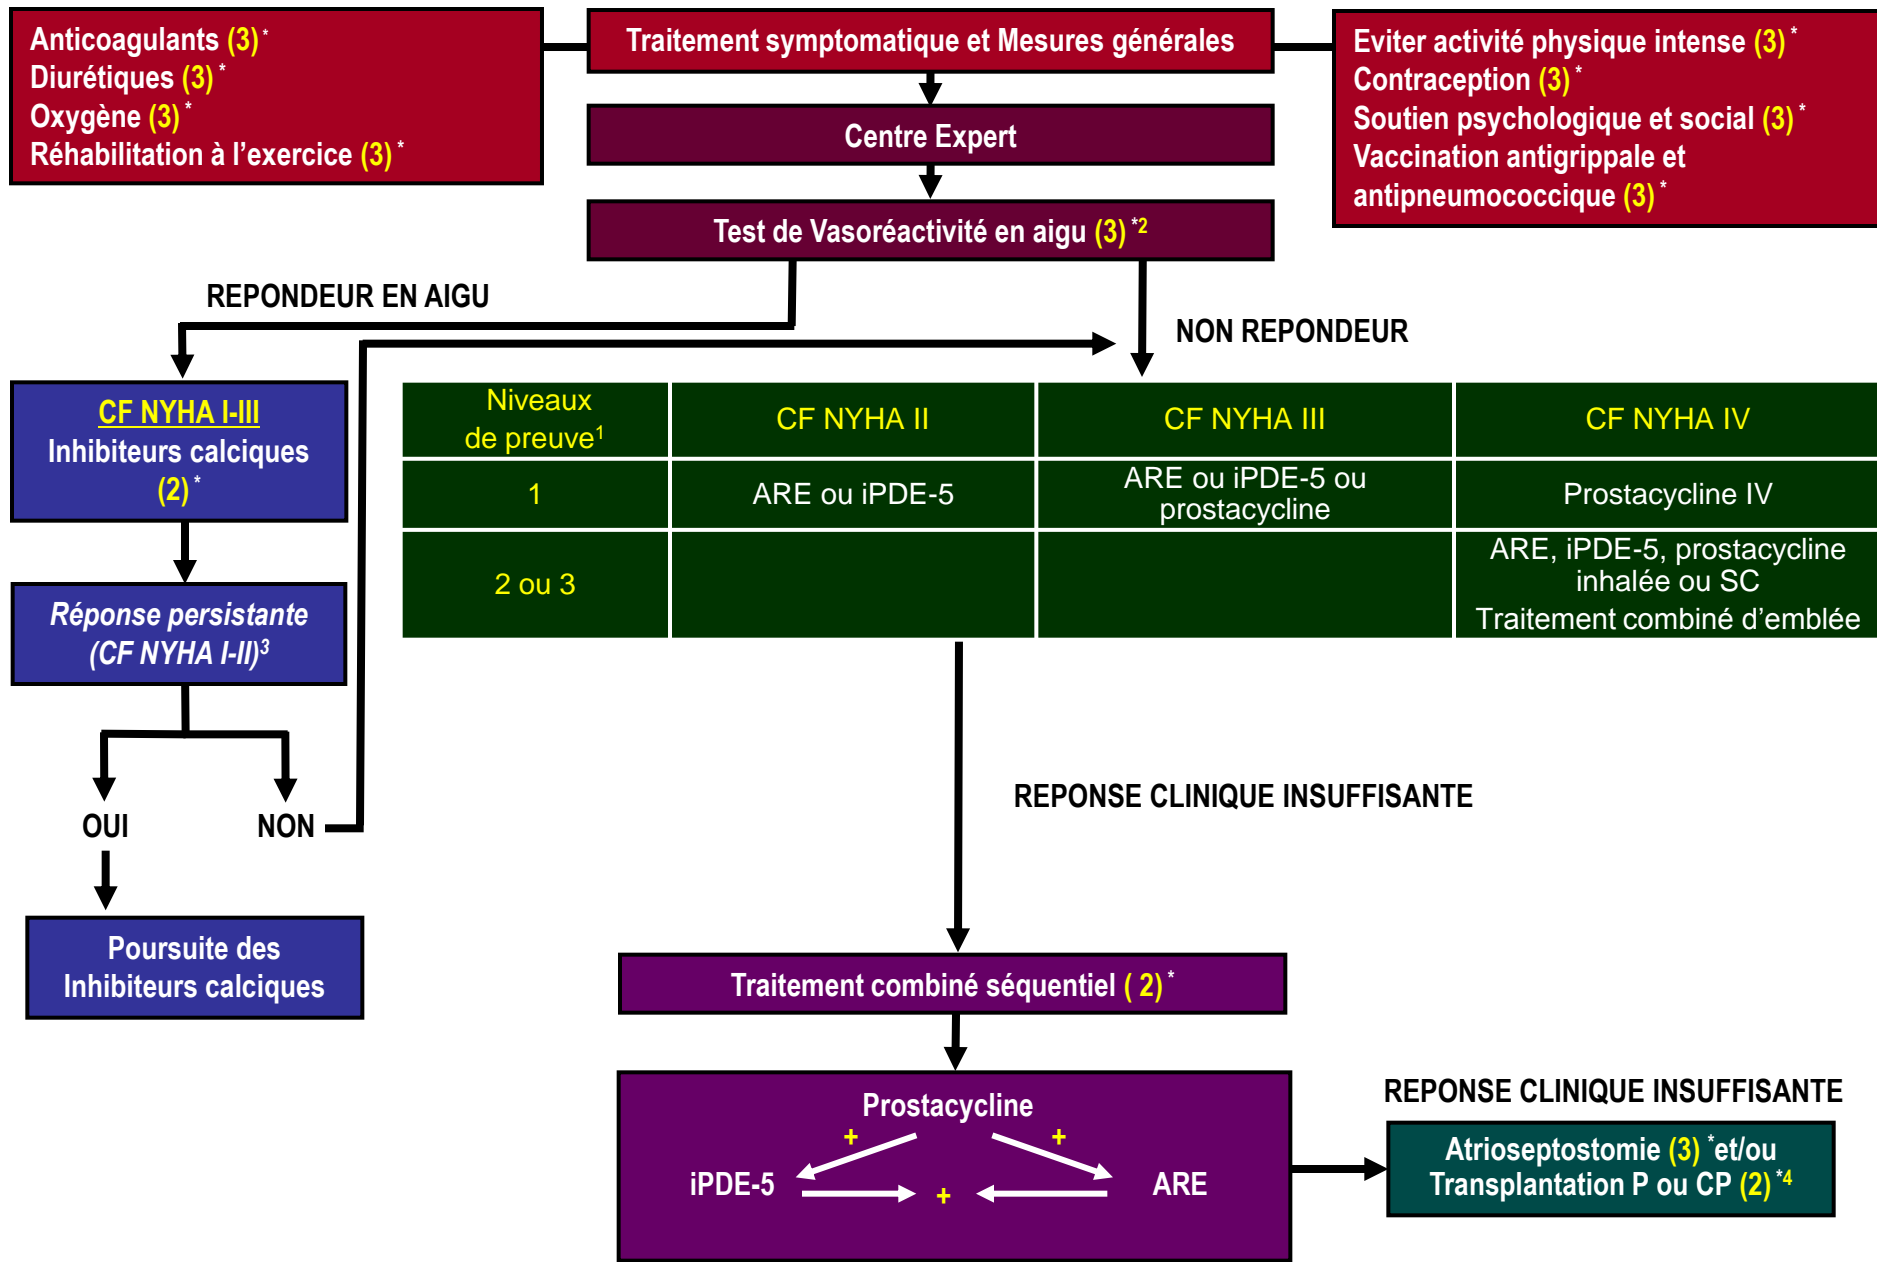 Anticoagulants (3) *
Diurétiques (3) *
Oxygène (3) *
Réhabilitation à l'exercice (3) *
Traitement symptomatique et Mesures générales
Eviter activité physique intense (3) *
Contraception (3) *
Soutien psychologique et social (3) *
Vaccination antigrippale et
antipneumococcique (3) *
Centre Expert
Test de Vasoréactivité en aigu (3) *2
REPONDEUR EN AIGU
NON REPONDEUR
CF NYHA I-III
Inhibiteurs calciques
(2) *
Réponse persistante
(CF NYHA I-II)3
OUI
NON
Poursuite des
Inhibiteurs calciques
Niveaux
de preuve1
CF NYHA II
CF NYHA III
CF NYHA IV
1
ARE ou iPDE-5
ARE ou iPDE-5 ou
prostacycline
Prostacycline IV
2 ou 3
ARE, iPDE-5, prostacycline
inhalée ou SC
Traitement combiné d'emblée
REPONSE CLINIQUE INSUFFISANTE
Traitement combiné séquentiel ( 2) *
Prostacycline
+ +
iPDE-5 + ARE
REPONSE CLINIQUE INSUFFISANTE
Atrioseptostomie (3) *et/ou
Transplantation P ou CP (2) *4